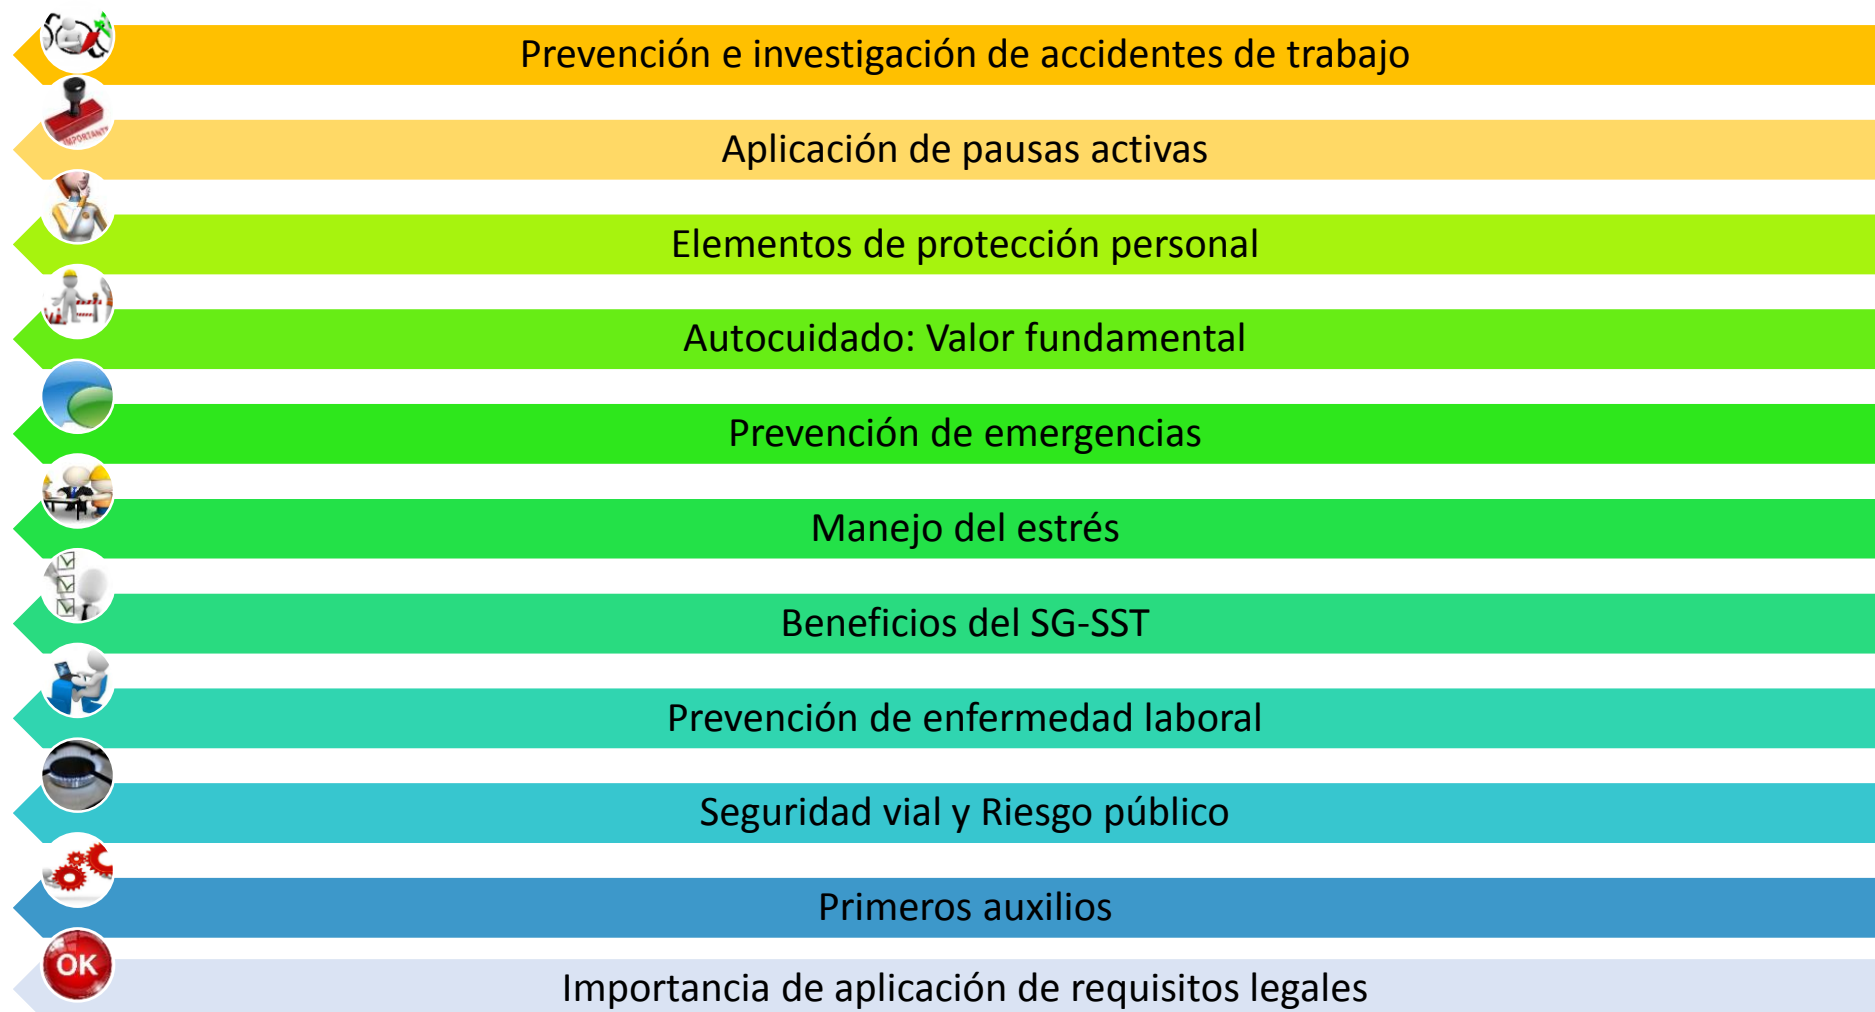 Prevención e investigación de accidentes de trabajo
IMPORTANT
Aplicación de pausas activas
Elementos de protección personal
Autocuidado: Valor fundamental
Prevención de emergencias
Manejo del estrés
Beneficios del SG-SST
Prevención de enfermedad laboral
Seguridad vial y Riesgo público
Primeros auxilios
OK
Importancia de aplicación de requisitos legales